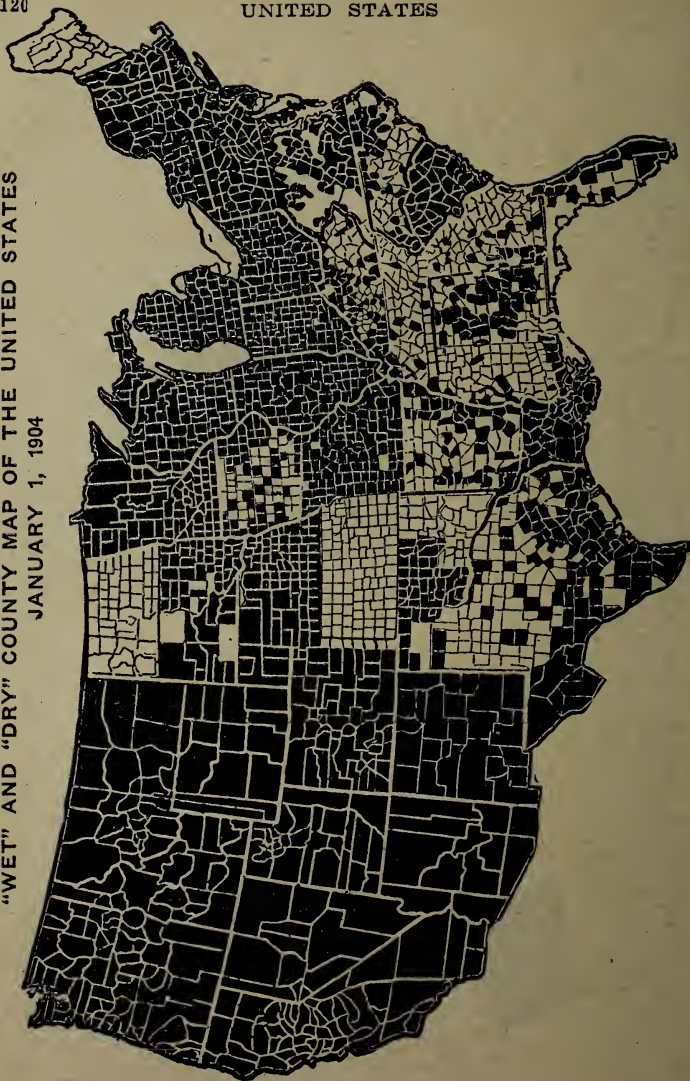 120
UNITED STATES
"WET" AND "DRY" COUNTY MAP OF THE UNITED STATES
JANUARY 1, 1904